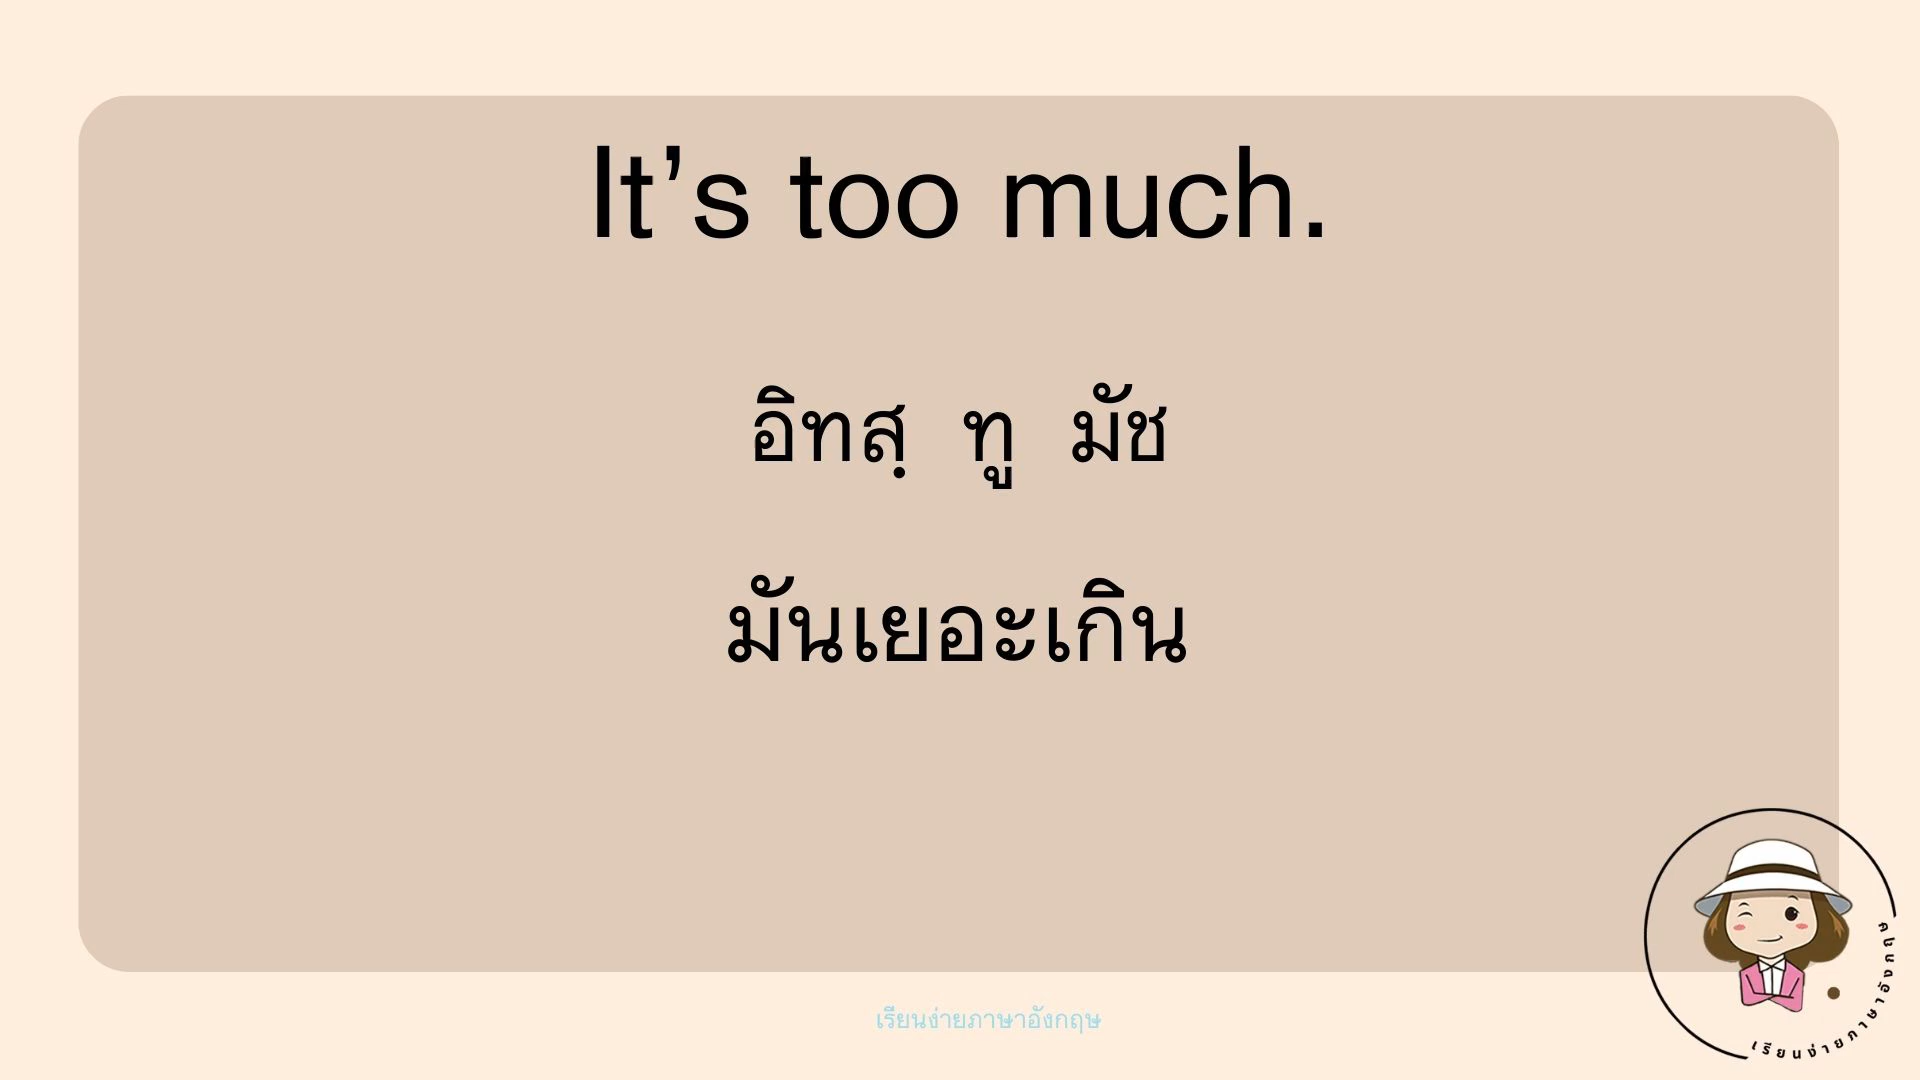 It’s too much.
อิทสฺ ทู มัช
มันเยอะเกิน
เรียนง่ายภาษาอังกฤษ
เรียนง่ายภาษาอังกฤษ